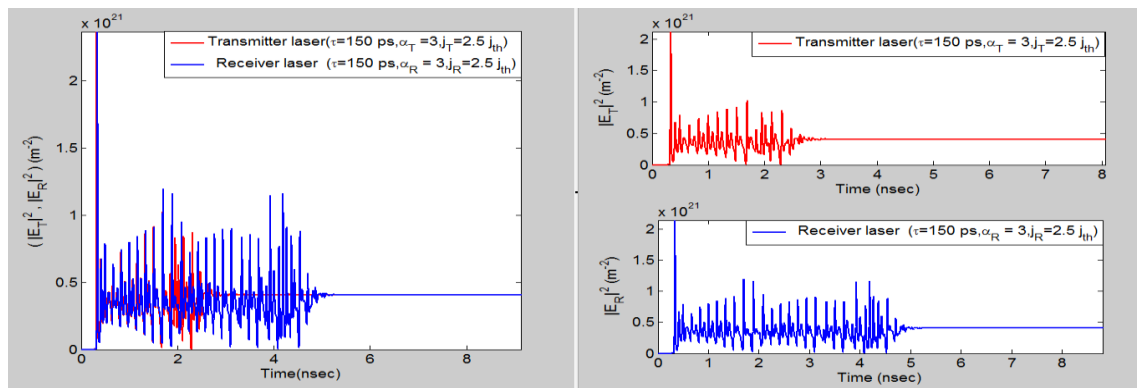 x 10^21
2
1.5
1
0.5
0
0 2 4 6 8
Time(nsec)
( |E_T|^2 , |E_R|^2 ) (m^-2)
Transmitter laser(τ=150 ps,α_T =3,j_T=2.5 j_th)
Receiver laser (τ=150 ps,α_R = 3,j_R=2.5 j_th)
x 10^21
2
1.5
1
0.5
0
0 1 2 3 4 5 6 7 8
Time (nsec)
|E_T|^2 (m^-2)
Transmitter laser(τ=150 ps,α_T = 3,j_T=2.5 j_th)
x 10^21
2
1.5
1
0.5
0
0 1 2 3 4 5 6 7 8
Time (nsec)
|E_R|^2 (m^-2)
Receiver laser (τ=150 ps,α_R = 3,j_R=2.5 j_th)